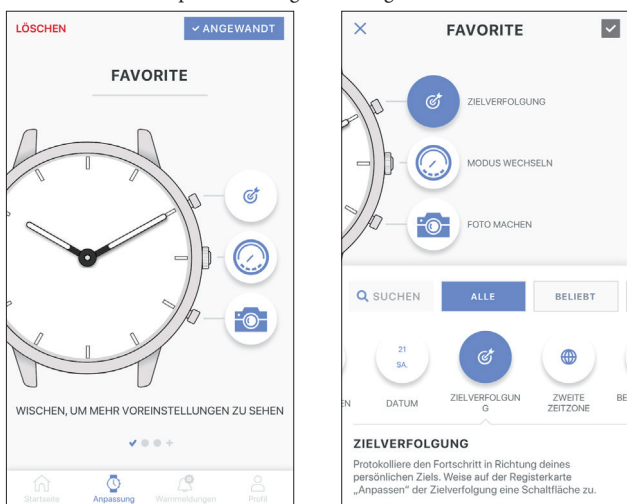 LÖSCHEN
ANGEWANDT
FAVORITE
WISCHEN, UM MEHR VOREINSTELLUNGEN ZU SEHEN
Startseite
Anpassung
Warnmeldungen
Profil
FAVORITE
ZIELVERFOLGUNG
MODUS WECHSELN
FOTO MACHEN
SUCHEN
ALLE
BELIEBT
EN
21
SA.
DATUM
ZIELVERFOLGUN
G
ZWEITE
ZEITZONE
BE
ZIELVERFOLGUNG
Protokolliere den Fortschritt in Richtung deines
persönlichen Ziels. Weise auf der Registerkarte
„Anpassen“ der Zielverfolgung eine Schaltfläche zu.